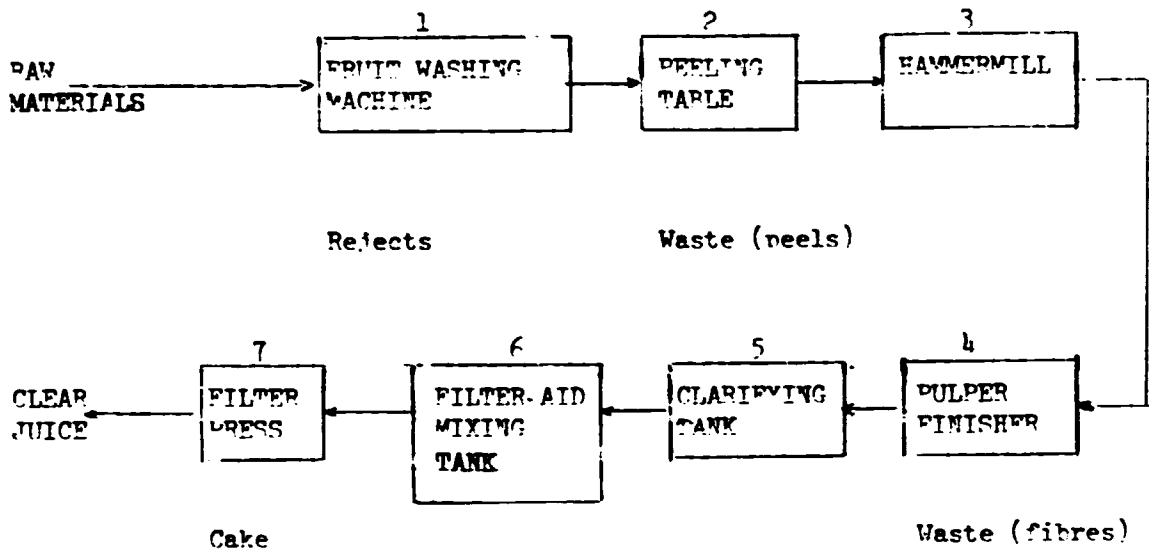 1
2
3
RAW
MATERIALS
FRUIT WASHING
MACHINE
PEELING
TABLE
HAMMERMILL
Rejects
Waste (peels)
7
6
5
4
CLEAR
JUICE
FILTER
PRESS
FILTER-AID
MIXING
TANK
CLARIFYING
TANK
PULPER
FINISHER
Cake
Waste (fibres)